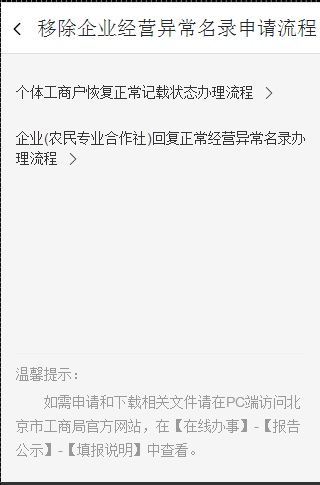 移除企业经营异常名录申请流程
个体工商户恢复正常记载状态办理流程
企业(农民专业合作社)回复正常经营异常名录办
理流程
温馨提示：
如需申请和下载相关文件请在PC端访问北
京市工商局官方网站，在【在线办事】-【报告
公示】-【填报说明】中查看。